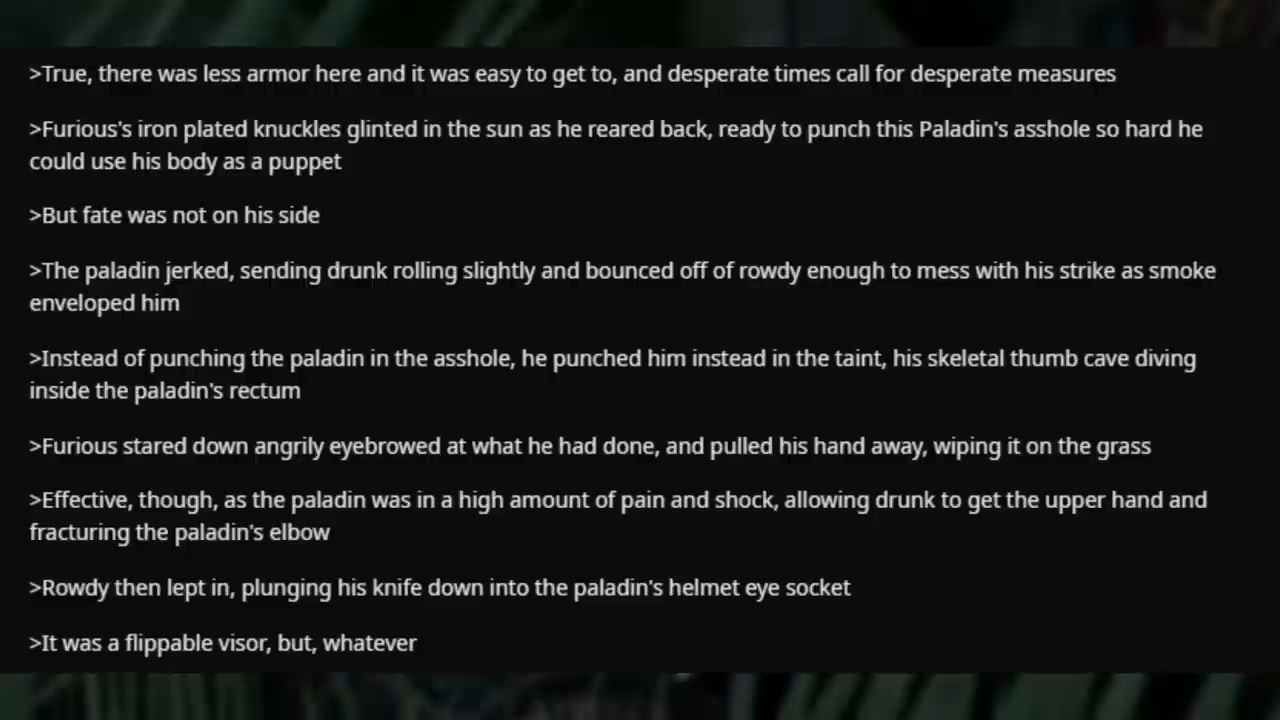 >True, there was less armor here and it was easy to get to, and desperate times call for desperate measures
>Furious's iron plated knuckles glinted in the sun as he reared back, ready to punch this Paladin's asshole so hard he
could use his body as a puppet
>But fate was not on his side
>The paladin jerked, sending drunk rolling slightly and bounced off of rowdy enough to mess with his strike as smoke
enveloped him
>Instead of punching the paladin in the asshole, he punched him instead in the taint, his skeletal thumb cave diving
inside the paladin's rectum
>Furious stared down angrily eyebrowed at what he had done, and pulled his hand away, wiping it on the grass
>Effective, though, as the paladin was in a high amount of pain and shock, allowing drunk to get the upper hand and
fracturing the paladin's elbow
>Rowdy then lept in, plunging his knife down into the paladin's helmet eye socket
>It was a flippable visor, but, whatever